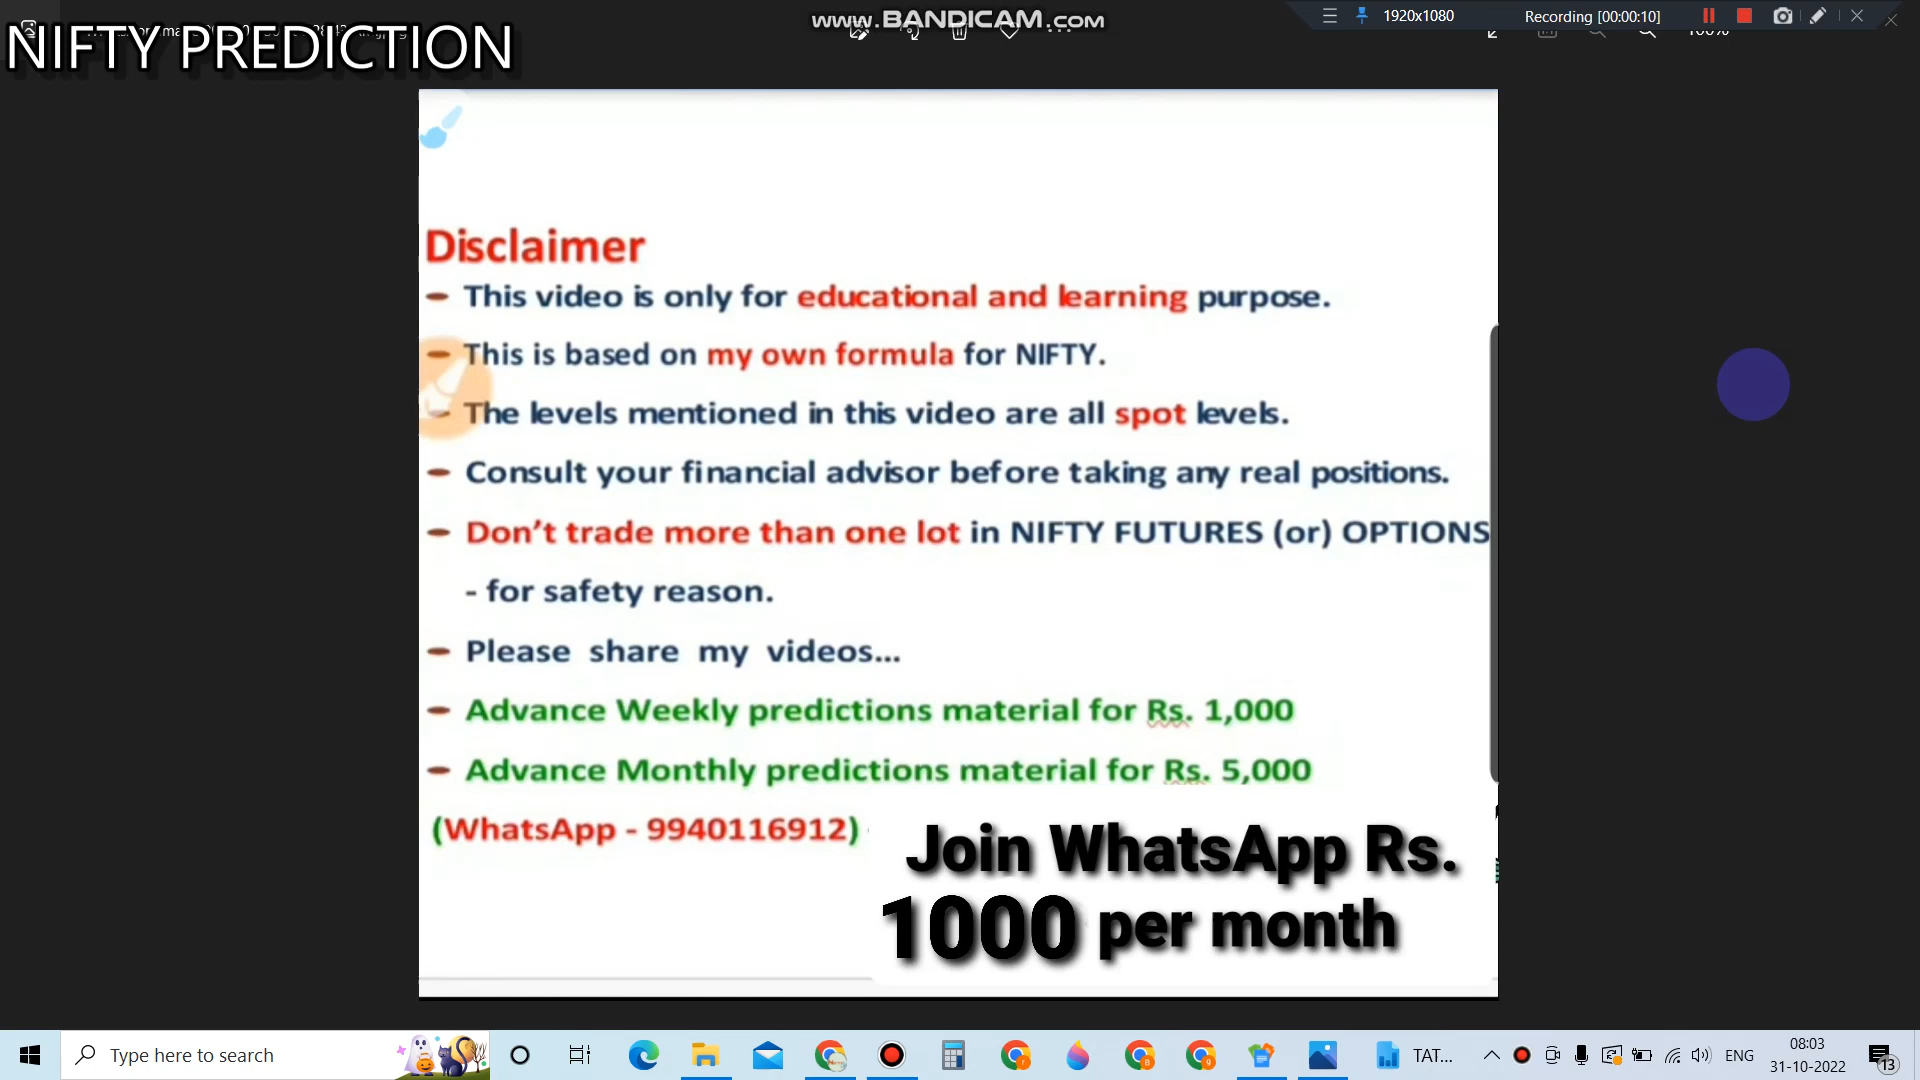 www.BANDICAM.com
1920x1080
Recording [00:00:10]
NIFTY PREDICTION
100%
Disclaimer
This video is only for educational and learning purpose.
This is based on my own formula for NIFTY.
The levels mentioned in this video are all spot levels.
Consult your financial advisor before taking any real positions.
Don't trade more than one lot in NIFTY FUTURES (or) OPTIONS
- for safety reason.
Please share my videos...
Advance Weekly predictions material for Rs. 1,000
Advance Monthly predictions material for Rs. 5,000
(WhatsApp - 9940116912)
Join WhatsApp Rs.
1000 per month
Type here to search
TAT...
ENG
08:03
31-10-2022
13